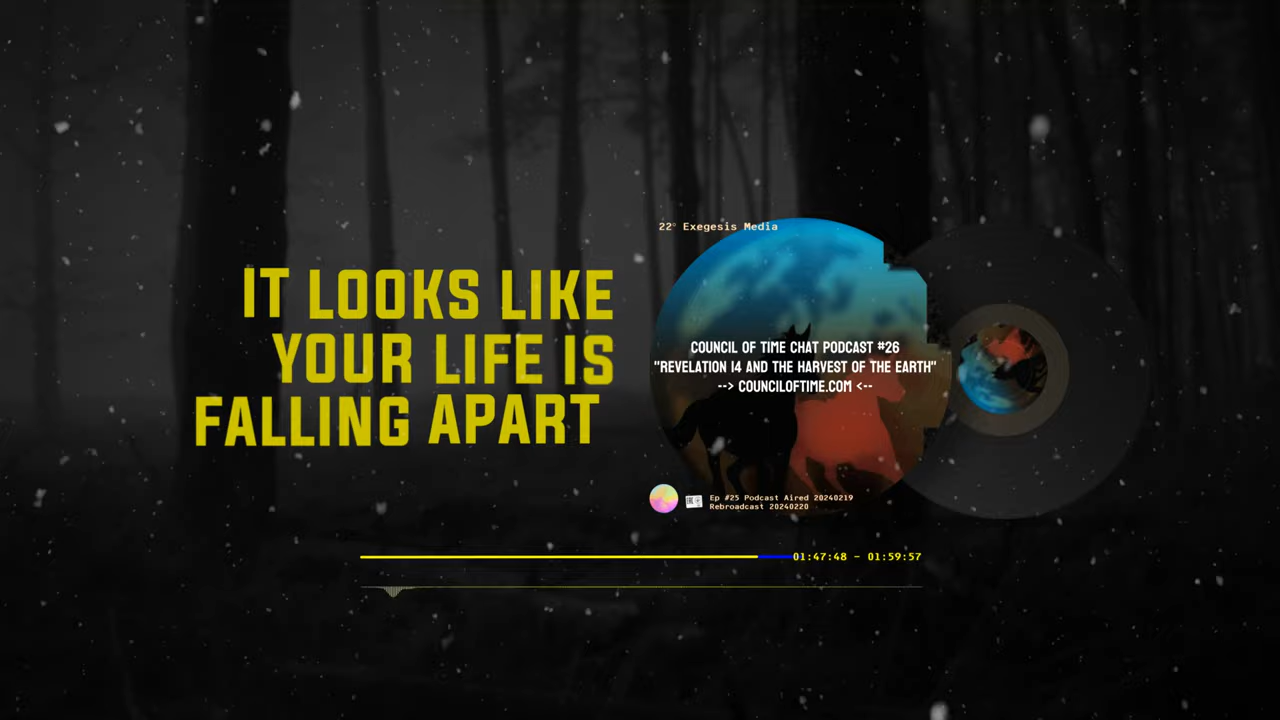 IT LOOKS LIKE
YOUR LIFE IS
FALLING APART
22° Exegesis Media
COUNCIL OF TIME CHAT PODCAST #26
"REVELATION 14 AND THE HARVEST OF THE EARTH"
--> COUNCILOFTIME.COM <--
Ep #25 Podcast Aired 20240219
Rebroadcast 20240220
01:47:48 - 01:59:57